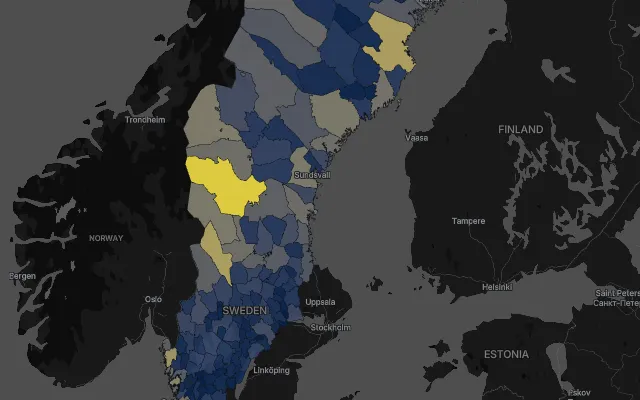 Trondheim
Vaasa
FINLAND
Sundsvall
Tampere
NORWAY
Bergen
Helsinki
Oslo
Uppsala
Saint Peters
Санкт-Пете
SWEDEN
Stockholm
ESTONIA
Linköping
Pskov